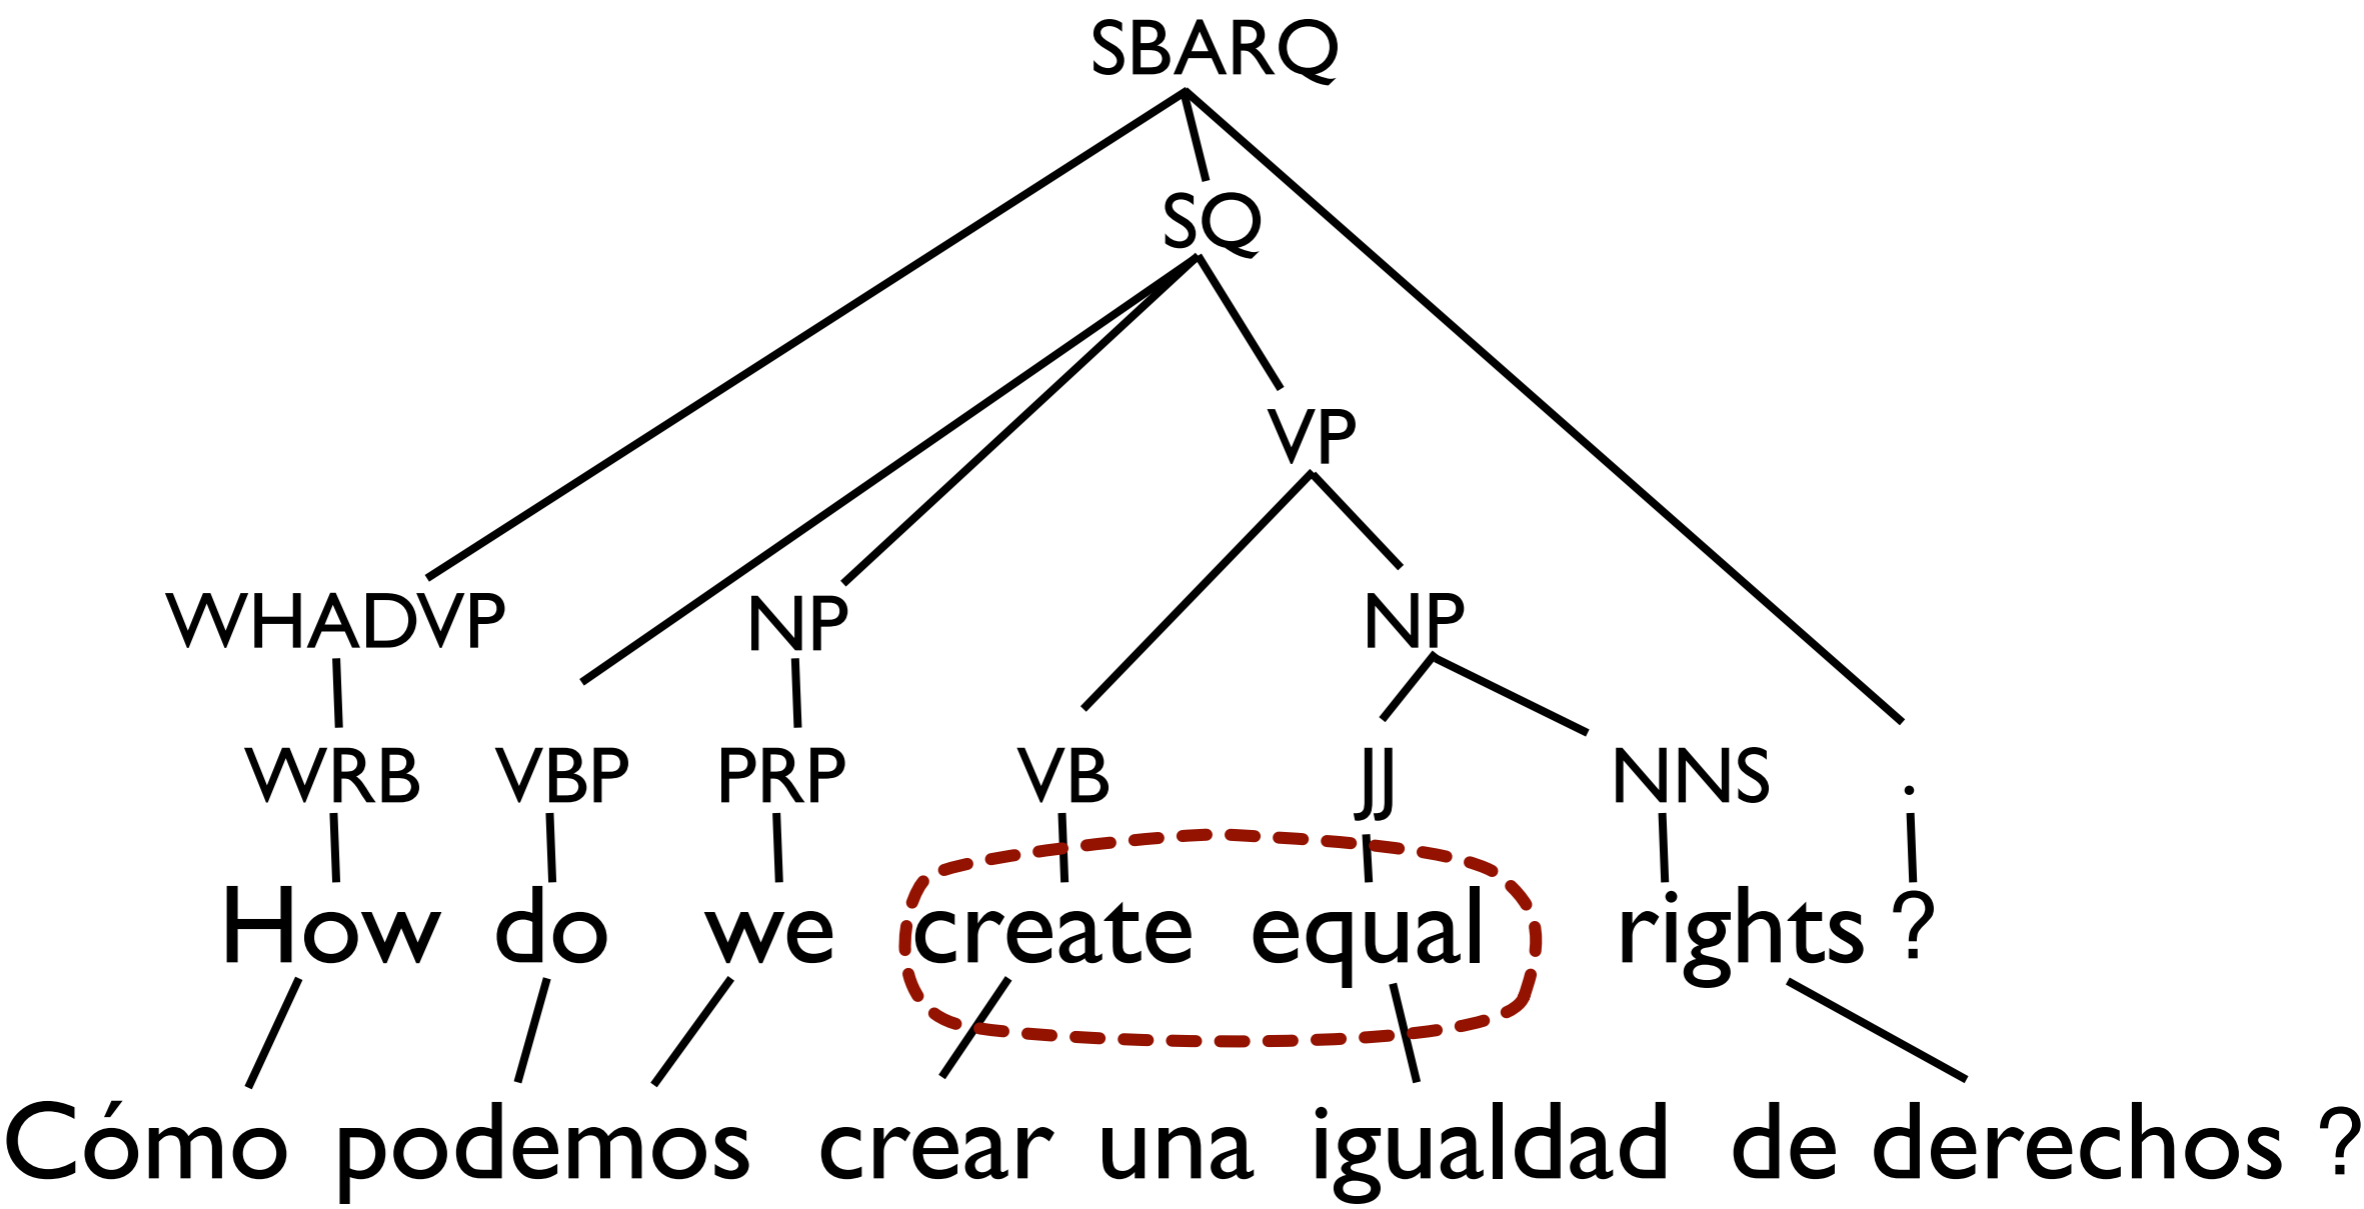 SBARQ
SQ
VP
WHADVP NP NP
WRB VBP PRP VB JJ NNS .
How do we create equal rights ?
Cómo podemos crear una igualdad de derechos ?